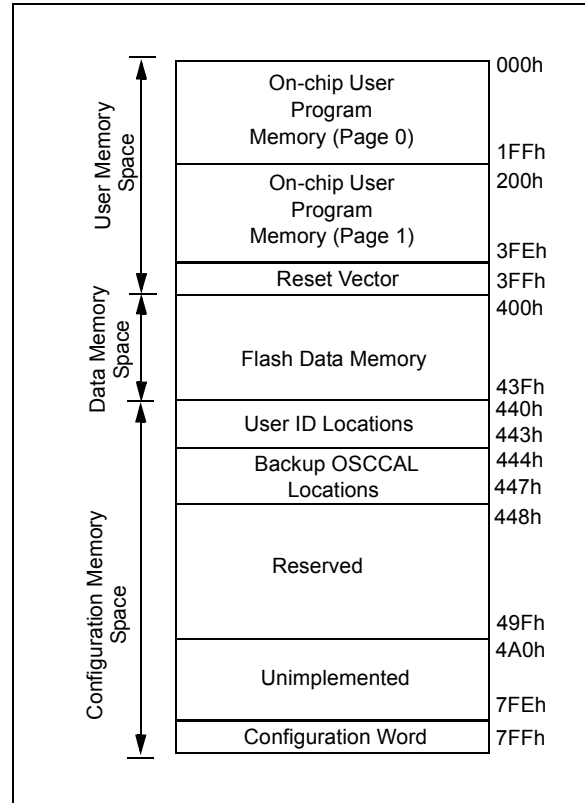 000h
On-chip User
Program
Memory (Page 0)
1FFh
200h
On-chip User
Program
Memory (Page 1)
3FEh
Reset Vector
3FFh
User Memory
Space
400h
Flash Data Memory
43Fh
Data Memory
Space
440h
User ID Locations
443h
444h
Backup OSCCAL
Locations
447h
448h
Reserved
49Fh
4A0h
Unimplemented
7FEh
Configuration Word
7FFh
Configuration Memory
Space